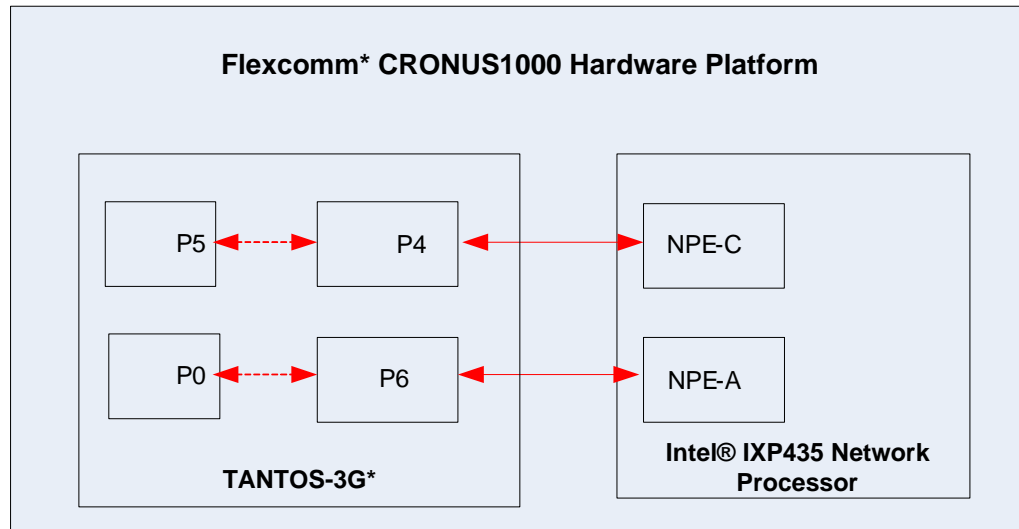 Flexcomm* CRONUS1000 Hardware Platform
P5
P4
NPE-C
P0
P6
NPE-A
TANTOS-3G*
Intel® IXP435 Network
Processor